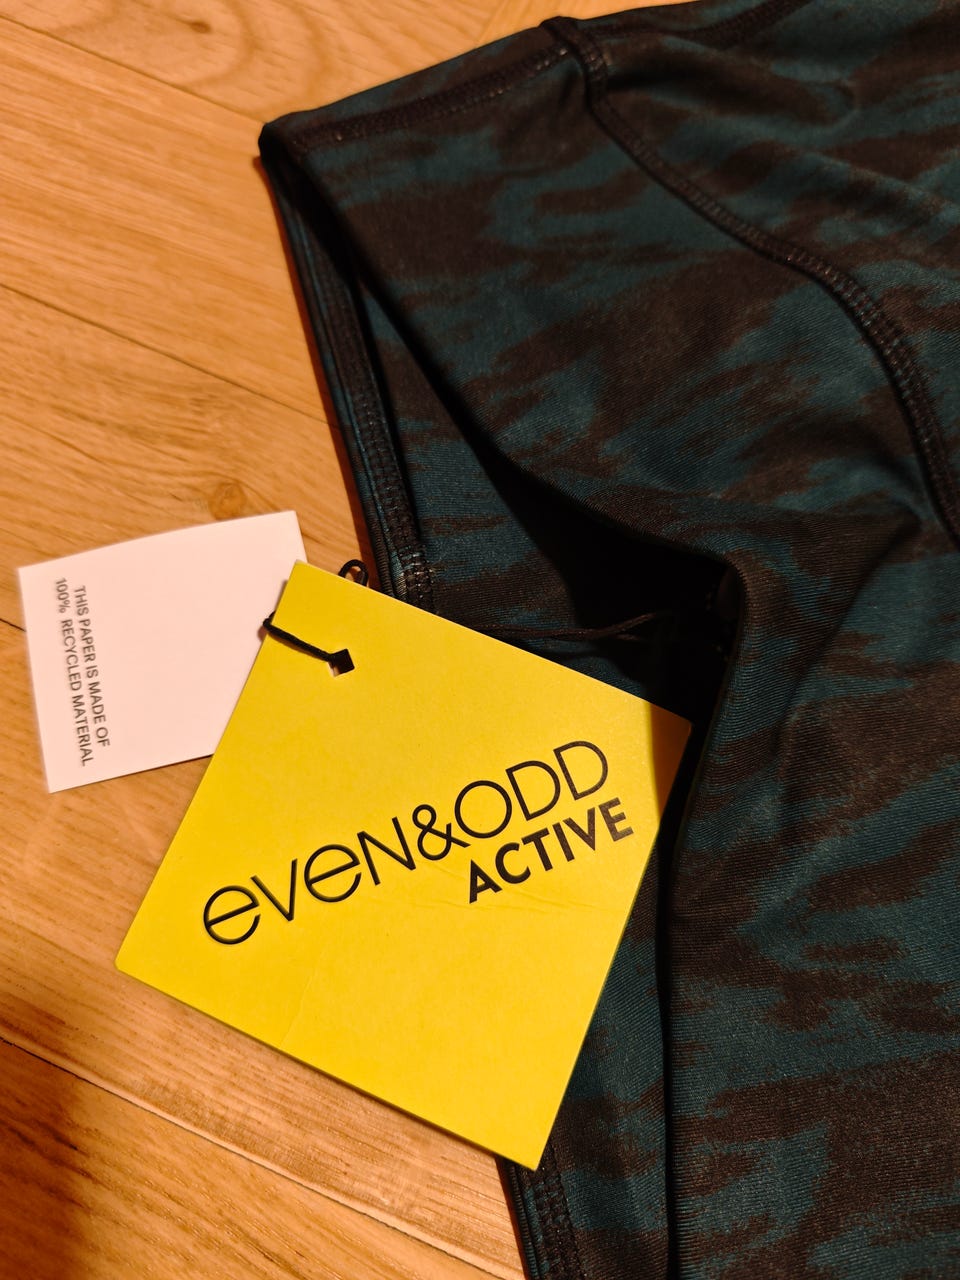 THIS PAPER IS MADE OF
100% RECYCLED MATERIAL
eVeN&ODD
ACTIVE